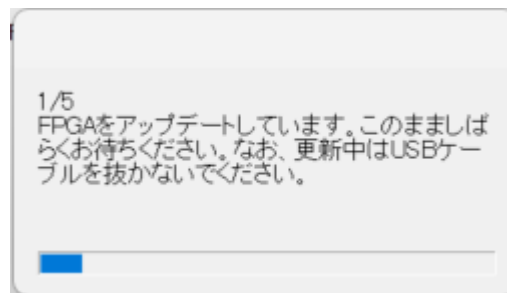 1/5
FPGAをアップデートしています。このまましば
らくお待ちください。なお、更新中はUSBケー
ブルを抜かないでください。